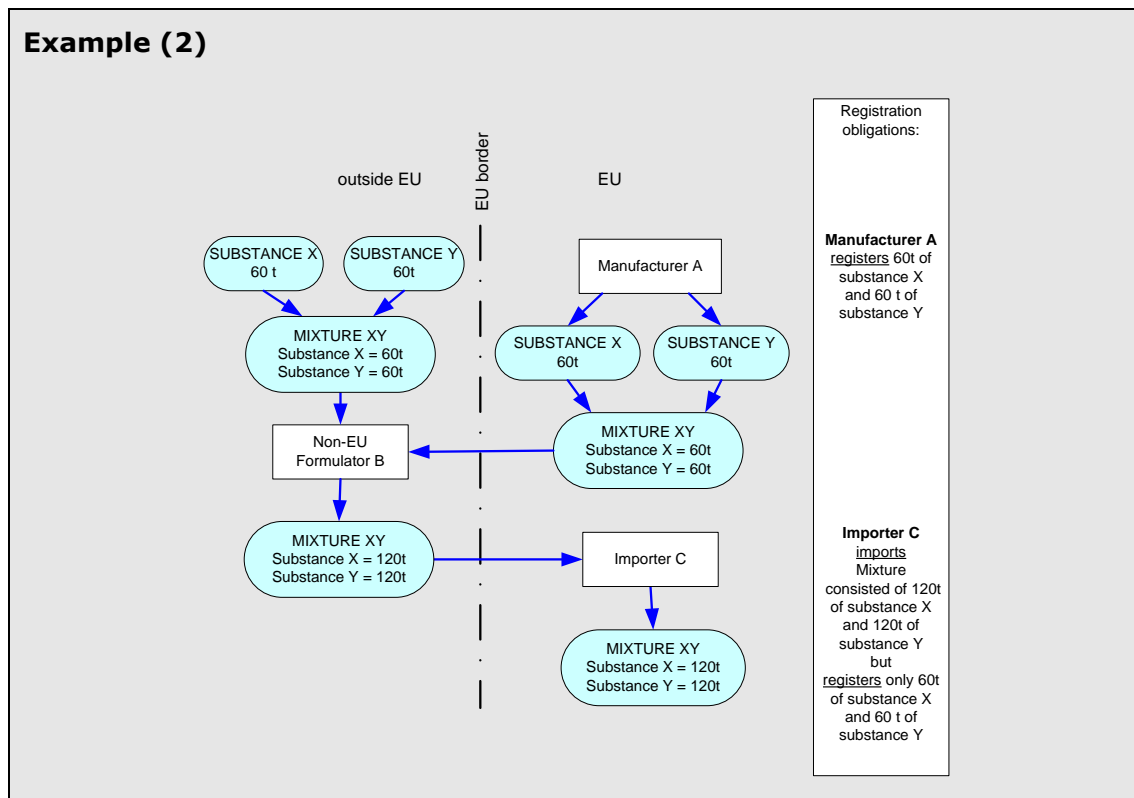 Example (2)
Registration
obligations:
EU border
outside EU
EU
SUBSTANCE X
60 t
SUBSTANCE Y
60t
Manufacturer A
Manufacturer A
registers 60t of
substance X
and 60 t of
substance Y
MIXTURE XY
Substance X = 60t
Substance Y = 60t
SUBSTANCE X
60t
SUBSTANCE Y
60t
Non-EU
Formulator B
MIXTURE XY
Substance X = 60t
Substance Y = 60t
MIXTURE XY
Substance X = 120t
Substance Y = 120t
Importer C
Importer C
imports
Mixture
consisted of 120t
of substance X
and 120t of
substance Y
but
registers only 60t
of substance X
and 60 t of
substance Y
MIXTURE XY
Substance X = 120t
Substance Y = 120t